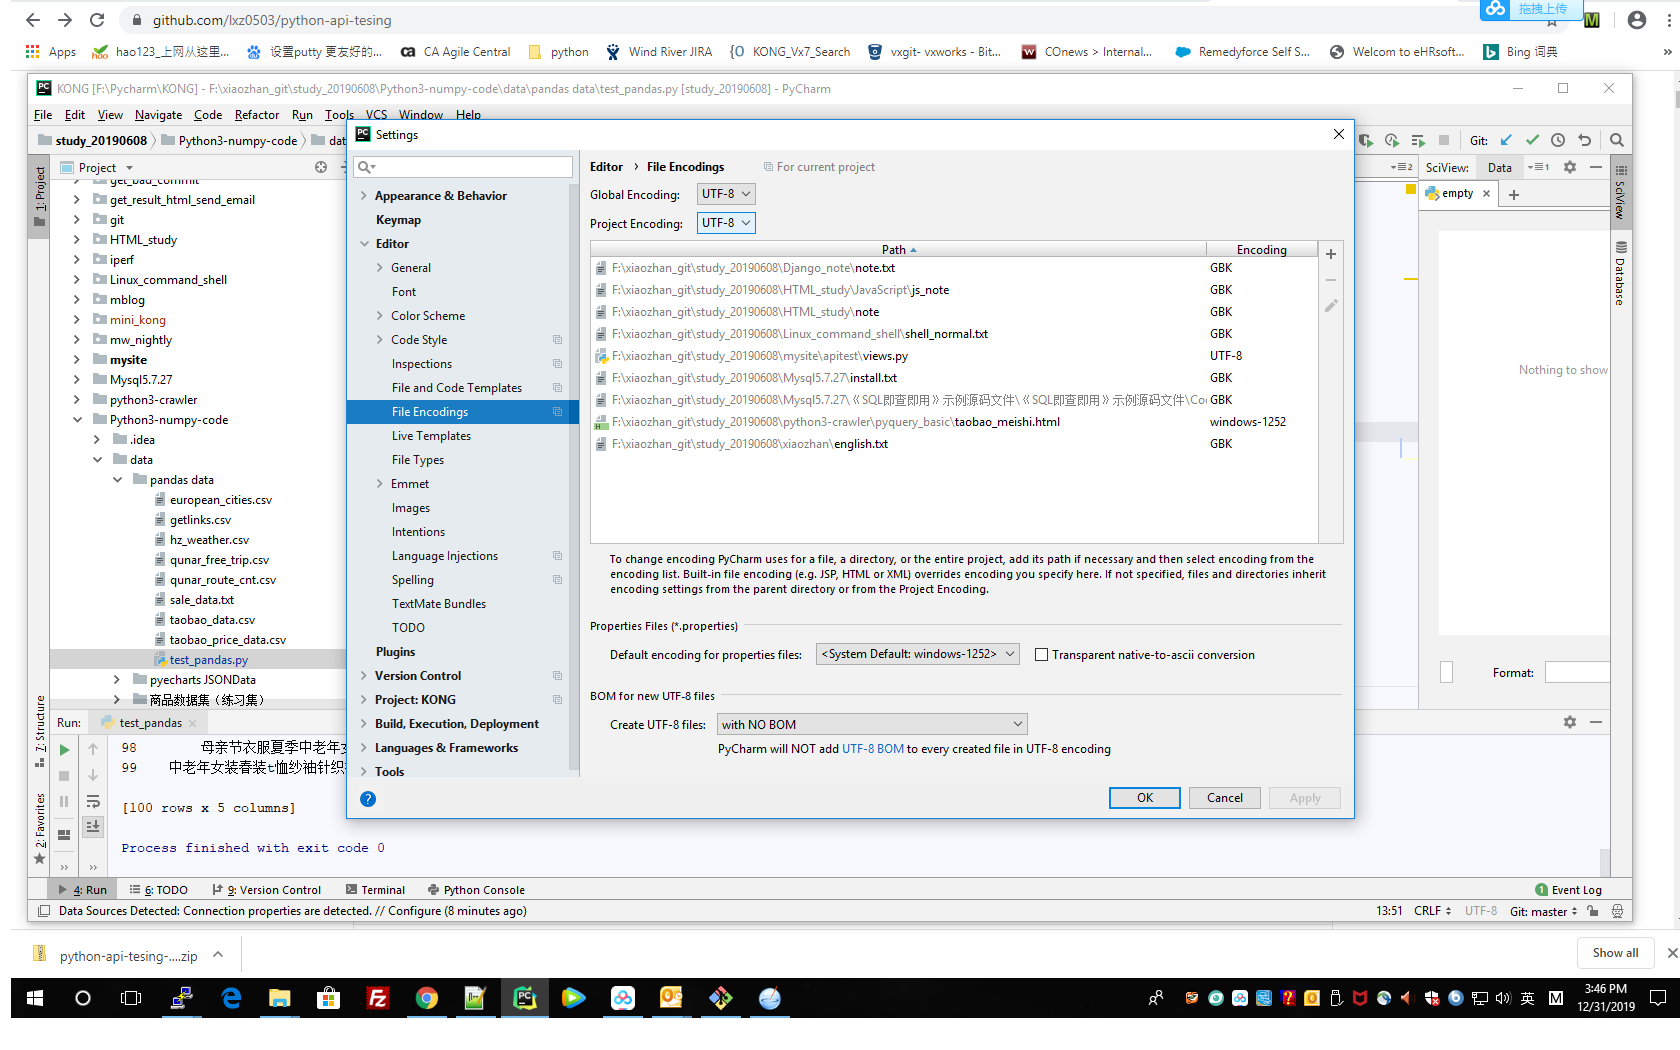 github.com/lxz0503/python-api-tesing
拖拽上传
Apps
hao123_上网从这里...
设置putty 更友好的...
CA Agile Central
python
Wind River JIRA
KONG_Vx7_Search
vxgit- vxworks - Bit...
COnews > Internal...
Remedyforce Self S...
Welcom to eHRsoft...
Bing 词典
»
KONG [F:\Pycharm\KONG] - F:\xiaozhan_git\study_20190608\Python3-numpy-code\data\pandas data\test_pandas.py [study_20190608] - PyCharm
File Edit View Navigate Code Refactor Run Tools VCS Window Help
study_20190608 Python3-numpy-code dat
Git:
1: Project
Project
get_bad_commit
get_result_html_send_email
git
HTML_study
iperf
Linux_command_shell
mblog
mini_kong
mw_nightly
mysite
Mysql5.7.27
python3-crawler
Python3-numpy-code
.idea
data
pandas data
european_cities.csv
getlinks.csv
hz_weather.csv
qunar_free_trip.csv
qunar_route_cnt.csv
sale_data.txt
taobao_data.csv
taobao_price_data.csv
test_pandas.py
pyecharts JSONData
商品数据集（练习集）
Settings
Appearance & Behavior
Keymap
Editor
General
Font
Color Scheme
Code Style
Inspections
File and Code Templates
File Encodings
Live Templates
File Types
Emmet
Images
Intentions
Language Injections
Spelling
TextMate Bundles
TODO
Plugins
Version Control
Project: KONG
Build, Execution, Deployment
Languages & Frameworks
Tools
Editor › File Encodings For current project
Global Encoding: UTF-8
Project Encoding: UTF-8
Path Encoding
F:\xiaozhan_git\study_20190608\Django_note\note.txt GBK
F:\xiaozhan_git\study_20190608\HTML_study\JavaScript\js_note GBK
F:\xiaozhan_git\study_20190608\HTML_study\note GBK
F:\xiaozhan_git\study_20190608\Linux_command_shell\shell_normal.txt GBK
F:\xiaozhan_git\study_20190608\mysite\apitest\views.py UTF-8
F:\xiaozhan_git\study_20190608\Mysql5.7.27\install.txt GBK
F:\xiaozhan_git\study_20190608\Mysql5.7.27\《SQL即查即用》示例源码文件\《SQL即查即用》示例源码文件\Co GBK
F:\xiaozhan_git\study_20190608\python3-crawler\pyquery_basic\taobao_meishi.html windows-1252
F:\xiaozhan_git\study_20190608\xiaozhan\english.txt GBK
To change encoding PyCharm uses for a file, a directory, or the entire project, add its path if necessary and then select encoding from the
encoding list. Built-in file encoding (e.g. JSP, HTML or XML) overrides encoding you specify here. If not specified, files and directories inherit
encoding settings from the parent directory or from the Project Encoding.
Properties Files (*.properties)
Default encoding for properties files: <System Default: windows-1252> Transparent native-to-ascii conversion
BOM for new UTF-8 files
Create UTF-8 files: with NO BOM
PyCharm will NOT add UTF-8 BOM to every created file in UTF-8 encoding
OK Cancel Apply
2
SciView: Data 1
empty
Nothing to show
Format:
SciView
Database
Z: Structure
2: Favorites
Run: test_pandas
98 母亲节衣服夏季中老年女
99 中老年女装春装t恤纱袖针织
[100 rows x 5 columns]
Process finished with exit code 0
4: Run 6: TODO 9: Version Control Terminal Python Console
1 Event Log
Data Sources Detected: Connection properties are detected. // Configure (8 minutes ago)
13:51 CRLF UTF-8 Git: master
python-api-tesing-....zip
Show all
英
M
3:46 PM
12/31/2019